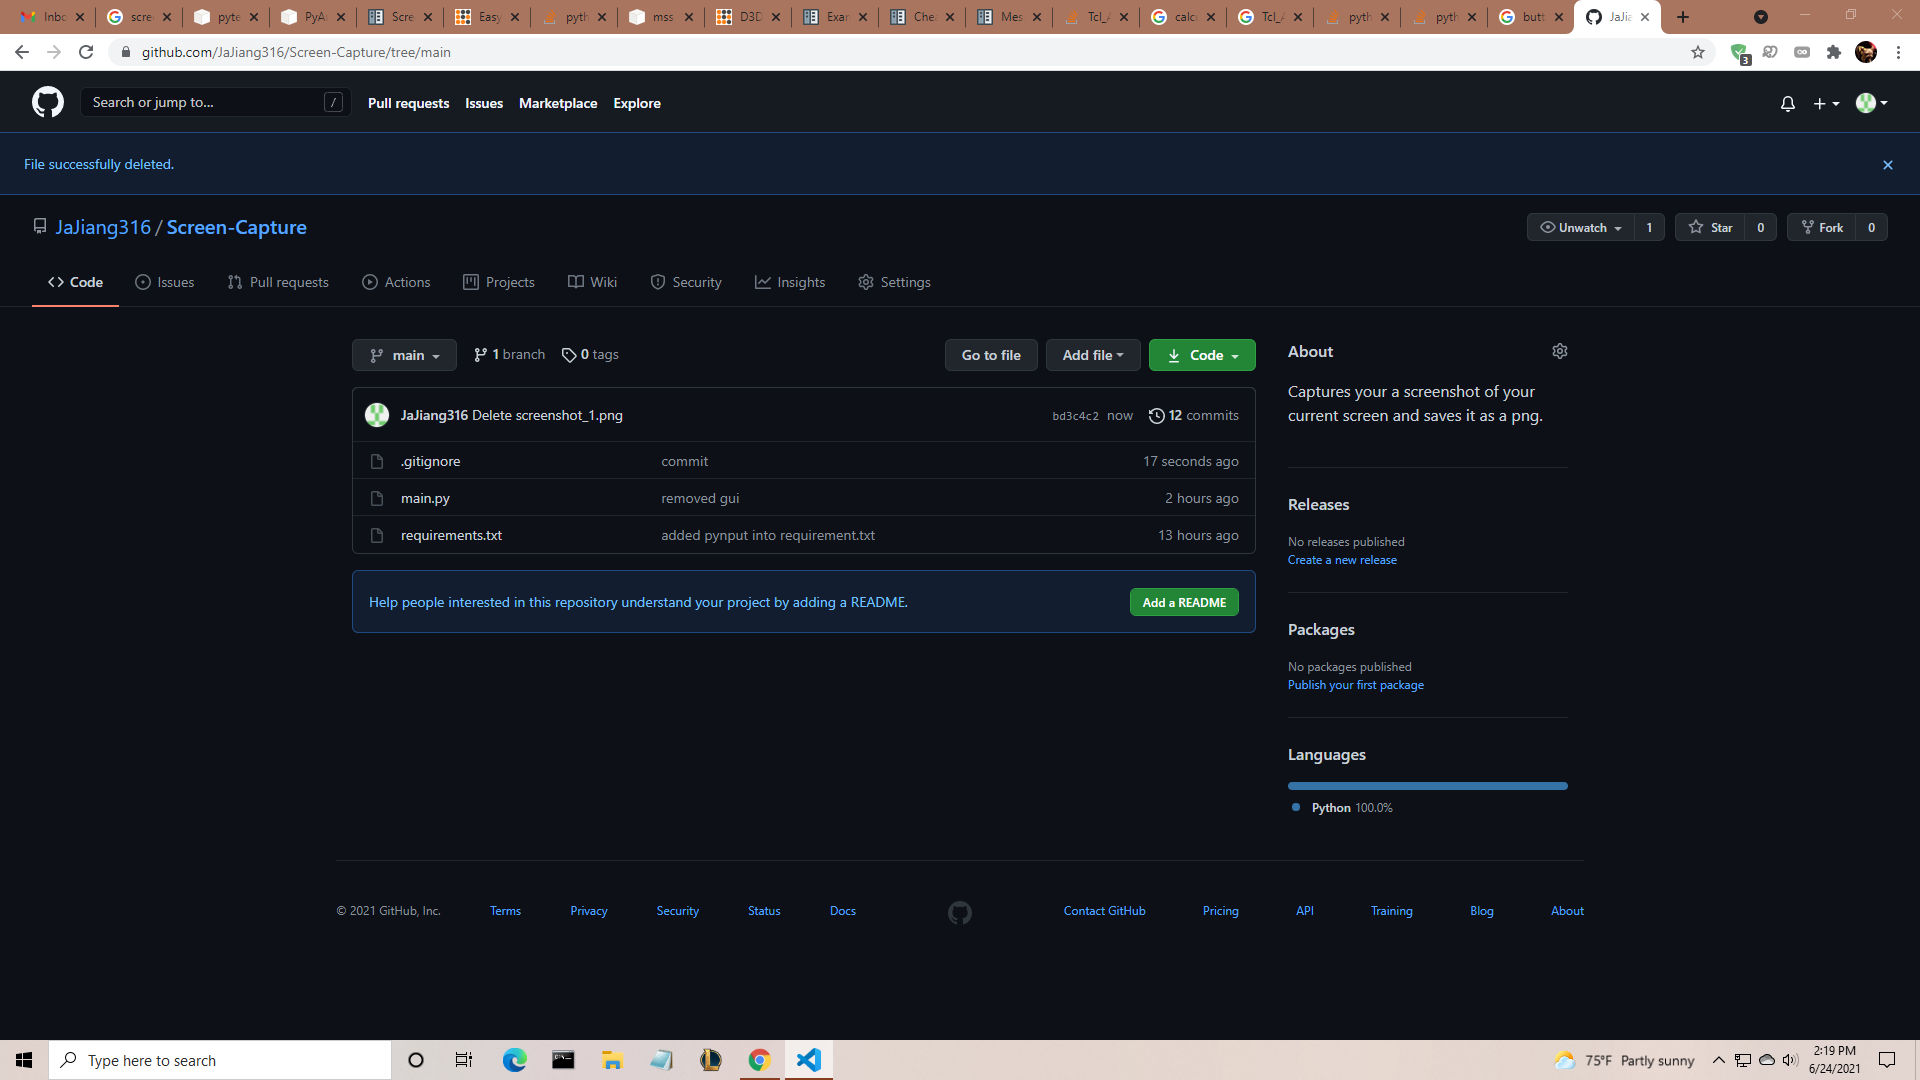 Inbo
scre
pyte
PyAu
Scre
Easy
pyth
mss
D3D
Exar
Chea
Mes
Tcl_A
calcu
Tcl_A
pyth
pyth
butt
JaJia
github.com/JaJiang316/Screen-Capture/tree/main
3
Search or jump to...
/
Pull requests
Issues
Marketplace
Explore
File successfully deleted.
JaJiang316 / Screen-Capture
Unwatch
1
Star
0
Fork
0
Code
Issues
Pull requests
Actions
Projects
Wiki
Security
Insights
Settings
main
1 branch
0 tags
Go to file
Add file
Code
JaJiang316 Delete screenshot_1.png
bd3c4c2 now
12 commits
.gitignore
commit
17 seconds ago
main.py
removed gui
2 hours ago
requirements.txt
added pynput into requirement.txt
13 hours ago
Help people interested in this repository understand your project by adding a README.
Add a README
About
Captures your a screenshot of your
current screen and saves it as a png.
Releases
No releases published
Create a new release
Packages
No packages published
Publish your first package
Languages
Python 100.0%
© 2021 GitHub, Inc.
Terms
Privacy
Security
Status
Docs
Contact GitHub
Pricing
API
Training
Blog
About
Type here to search
75°F Partly sunny
2:19 PM
6/24/2021